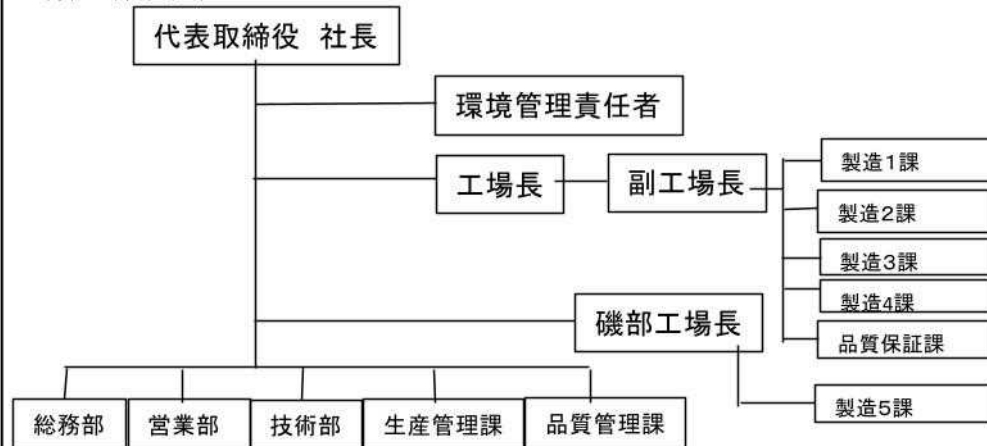 代表取締役 社長
環境管理責任者
工場長
副工場長
製造1課
製造2課
製造3課
製造4課
品質保証課
磯部工場長
製造5課
総務部
営業部
技術部
生産管理課
品質管理課